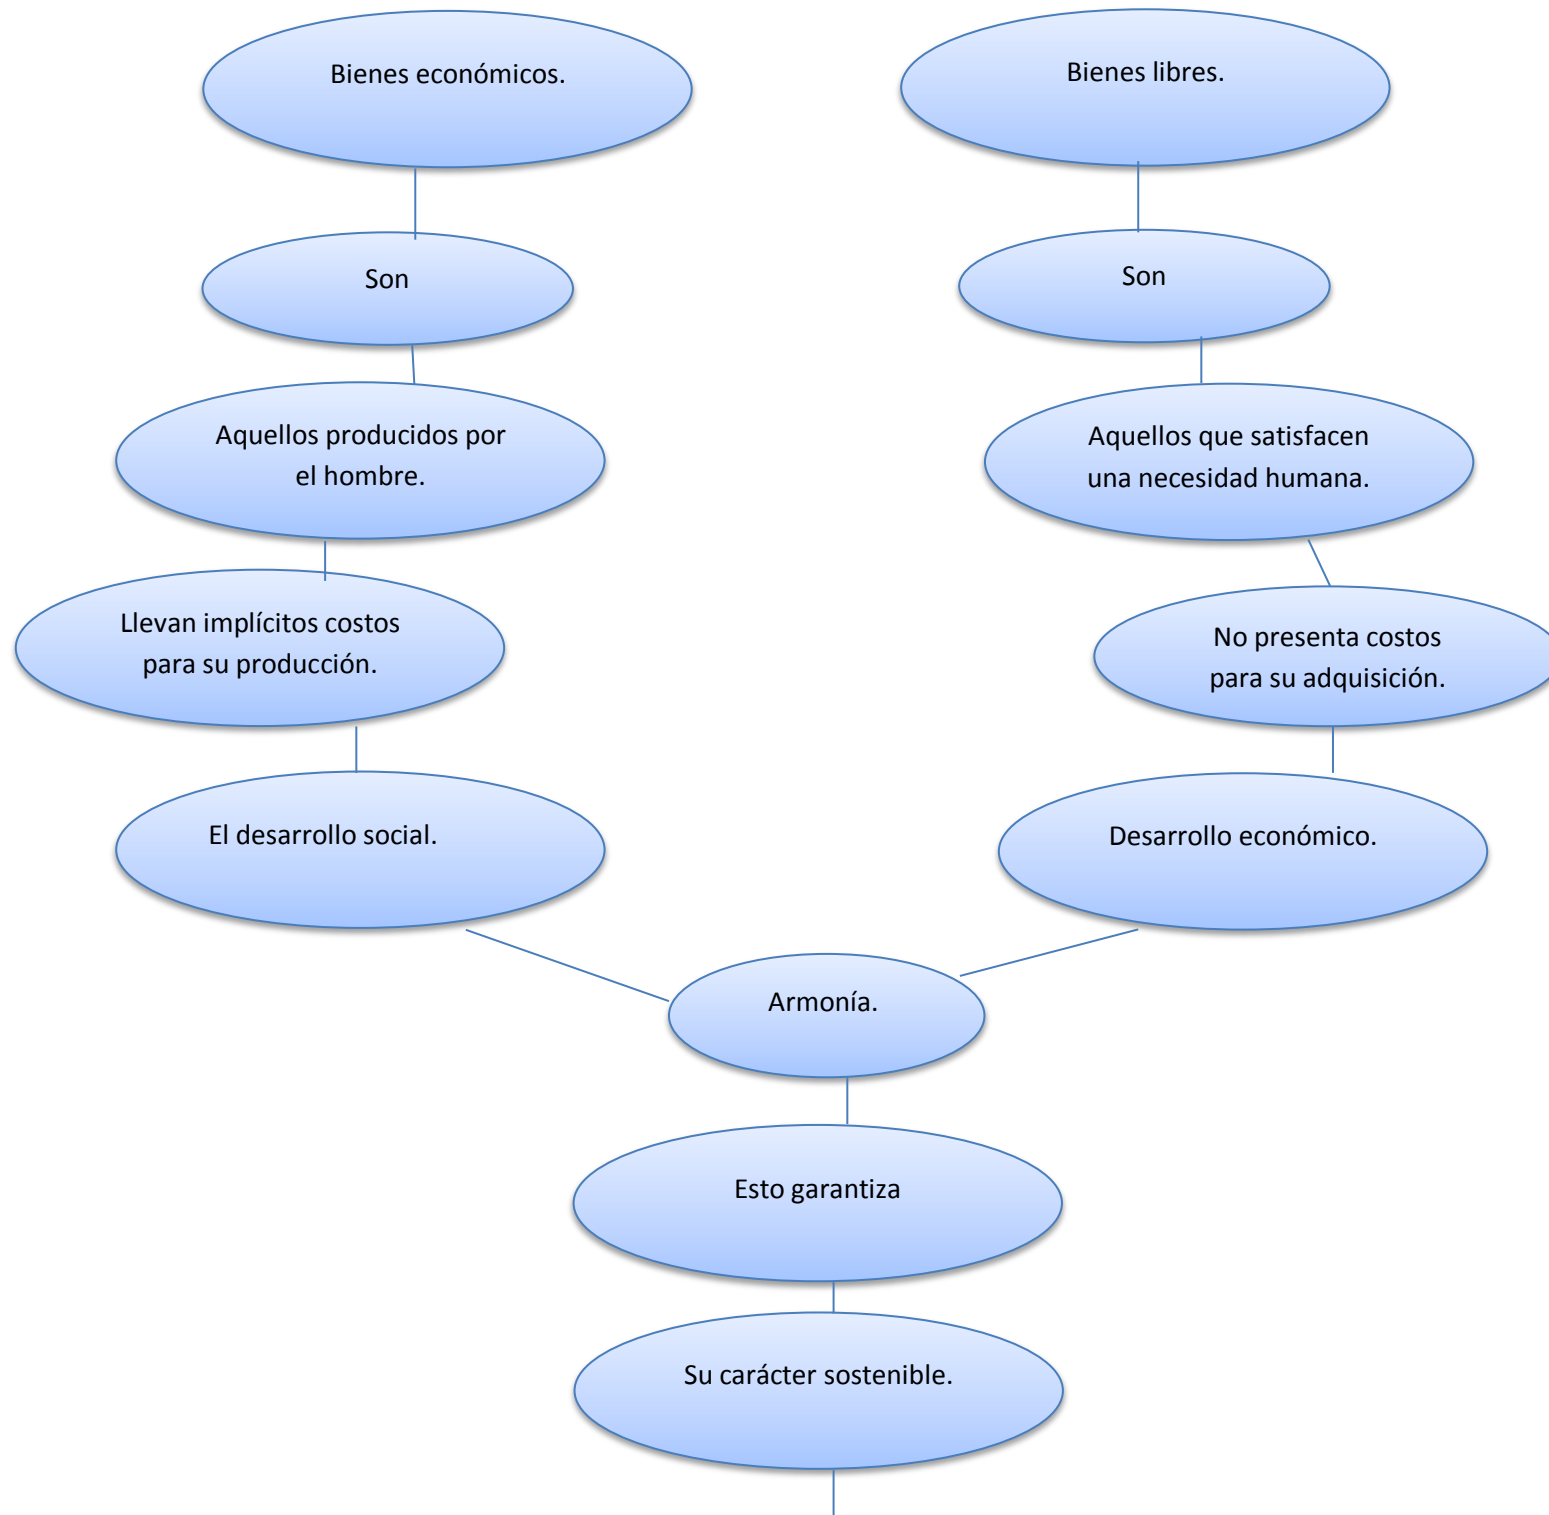 Bienes económicos.
Bienes libres.
Son
Son
Aquellos producidos por
el hombre.
Aquellos que satisfacen
una necesidad humana.
Llevan implícitos costos
para su producción.
No presenta costos
para su adquisición.
El desarrollo social.
Desarrollo económico.
Armonía.
Esto garantiza
Su carácter sostenible.